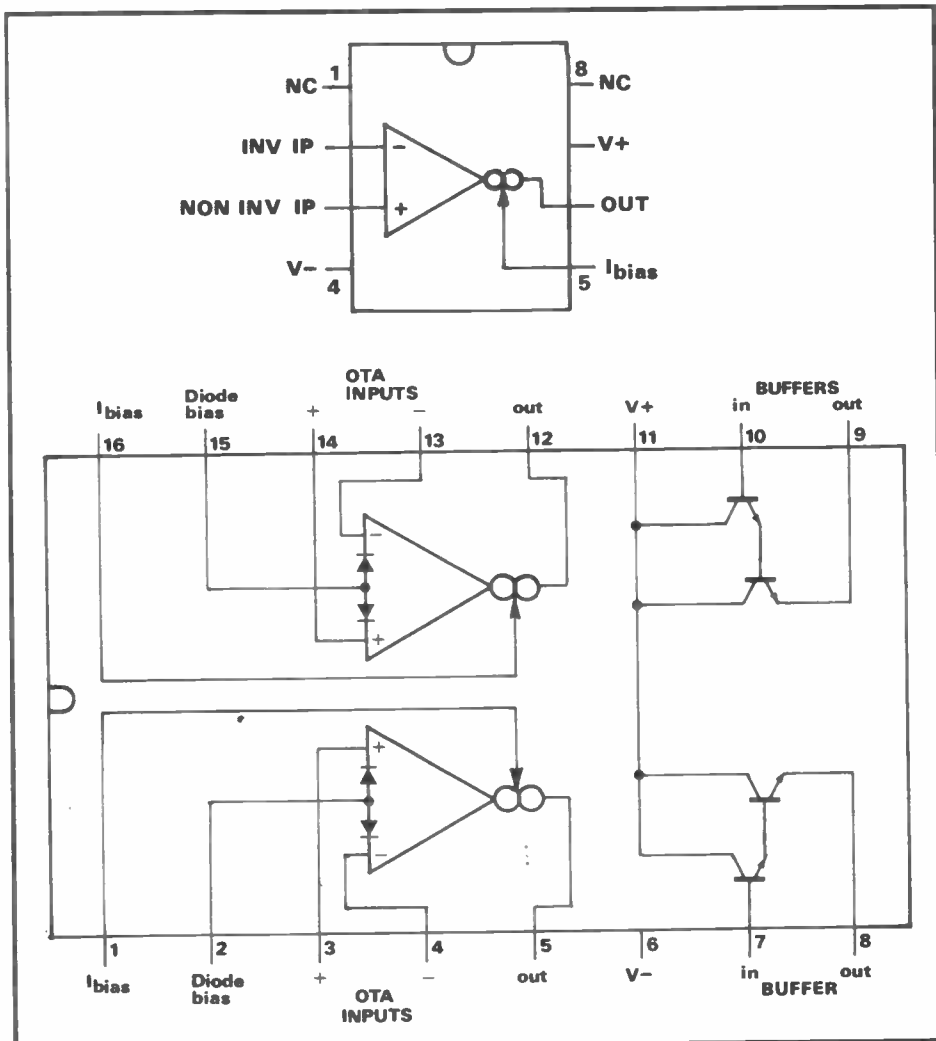 1 8
NC NC
INV IP − V+
NON INV IP + OUT
V− Ibias
4 5
OTA
INPUTS
BUFFERS
Ibias Diode
bias + − out V+ in out
16 15 14 13 12 11 10 9
−
+
+
−
1 2 3 4 5 6 7 8
Ibias Diode
bias + − out V− in out
OTA
INPUTS
BUFFER